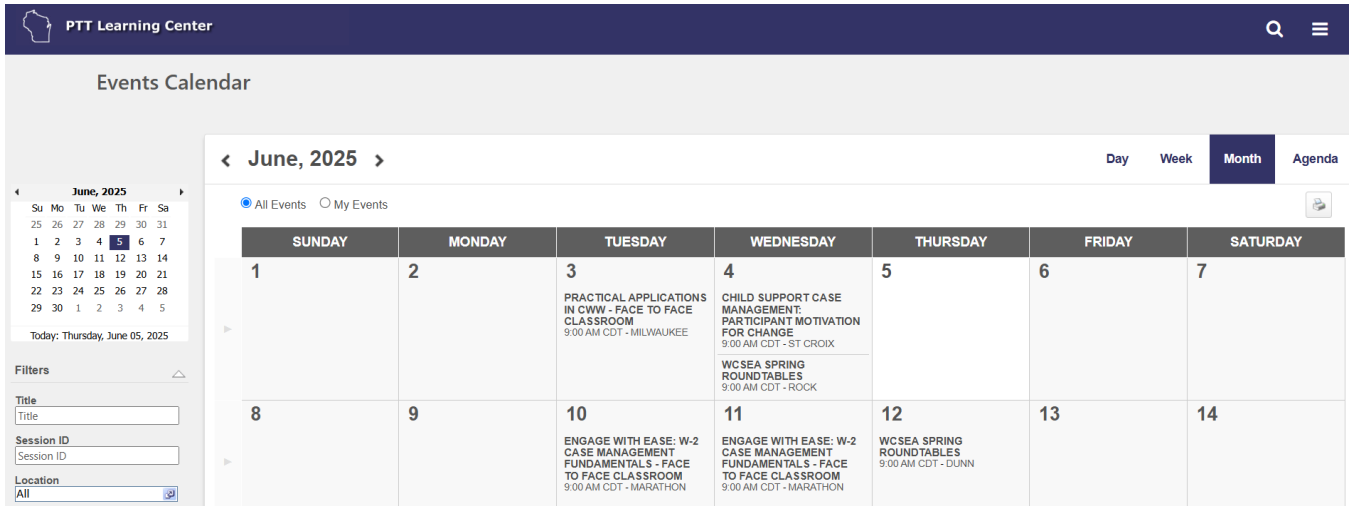 PTT Learning Center
Events Calendar
June, 2025
Day Week Month Agenda
June, 2025
Su Mo Tu We Th Fr Sa
25 26 27 28 29 30 31
1 2 3 4 5 6 7
8 9 10 11 12 13 14
15 16 17 18 19 20 21
22 23 24 25 26 27 28
29 30 1 2 3 4 5
Today: Thursday, June 05, 2025
Filters
Title
Title
Session ID
Session ID
Location
All
All Events My Events
SUNDAY MONDAY TUESDAY WEDNESDAY THURSDAY FRIDAY SATURDAY
1
2
3
PRACTICAL APPLICATIONS
IN CWW - FACE TO FACE
CLASSROOM
9:00 AM CDT - MILWAUKEE
4
CHILD SUPPORT CASE
MANAGEMENT:
PARTICIPANT MOTIVATION
FOR CHANGE
9:00 AM CDT - ST CROIX
WCSEA SPRING
ROUNDTABLES
9:00 AM CDT - ROCK
5
6
7
8
9
10
ENGAGE WITH EASE: W-2
CASE MANAGEMENT
FUNDAMENTALS - FACE
TO FACE CLASSROOM
9:00 AM CDT - MARATHON
11
ENGAGE WITH EASE: W-2
CASE MANAGEMENT
FUNDAMENTALS - FACE
TO FACE CLASSROOM
9:00 AM CDT - MARATHON
12
WCSEA SPRING
ROUNDTABLES
9:00 AM CDT - DUNN
13
14